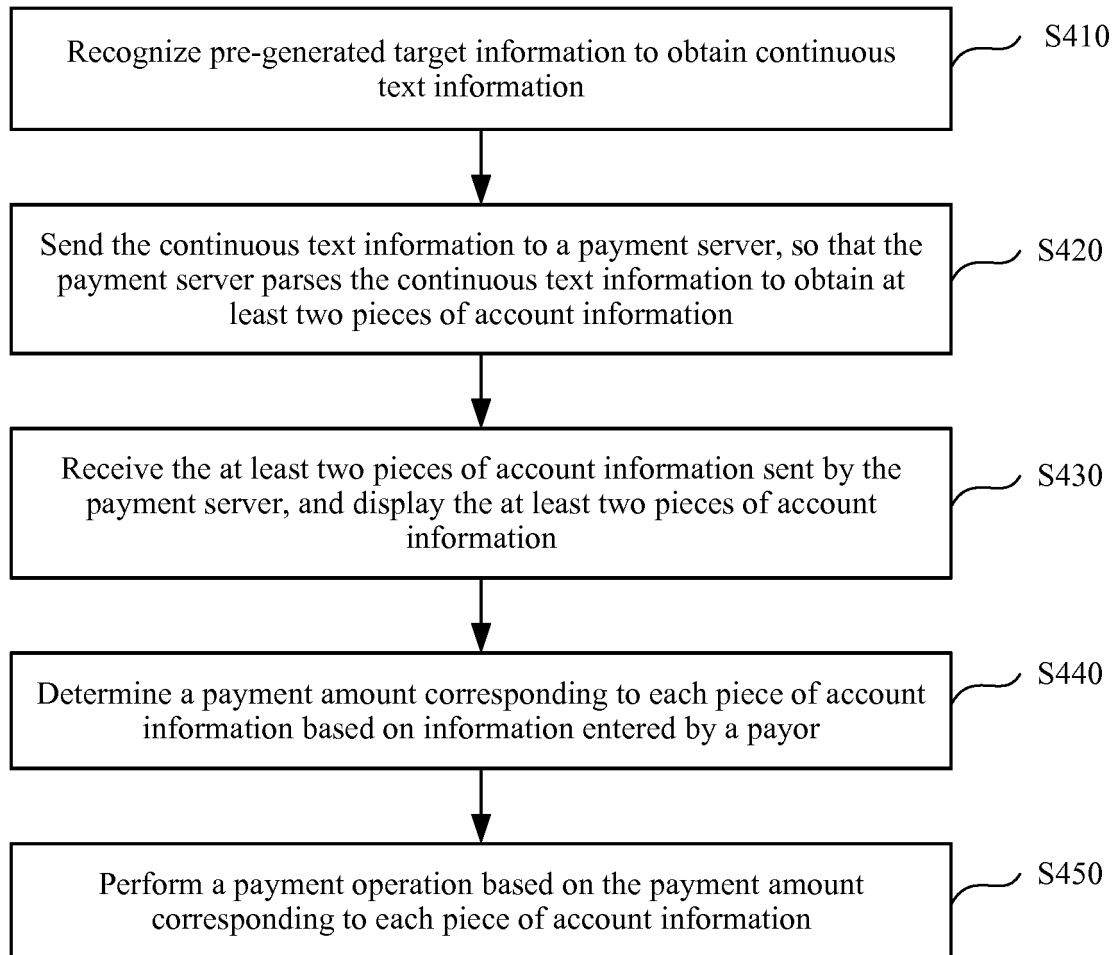 Recognize pre-generated target information to obtain continuous
text information
S410
Send the continuous text information to a payment server, so that the
payment server parses the continuous text information to obtain at
least two pieces of account information
S420
Receive the at least two pieces of account information sent by the
payment server, and display the at least two pieces of account
information
S430
Determine a payment amount corresponding to each piece of account
information based on information entered by a payor
S440
Perform a payment operation based on the payment amount
corresponding to each piece of account information
S450